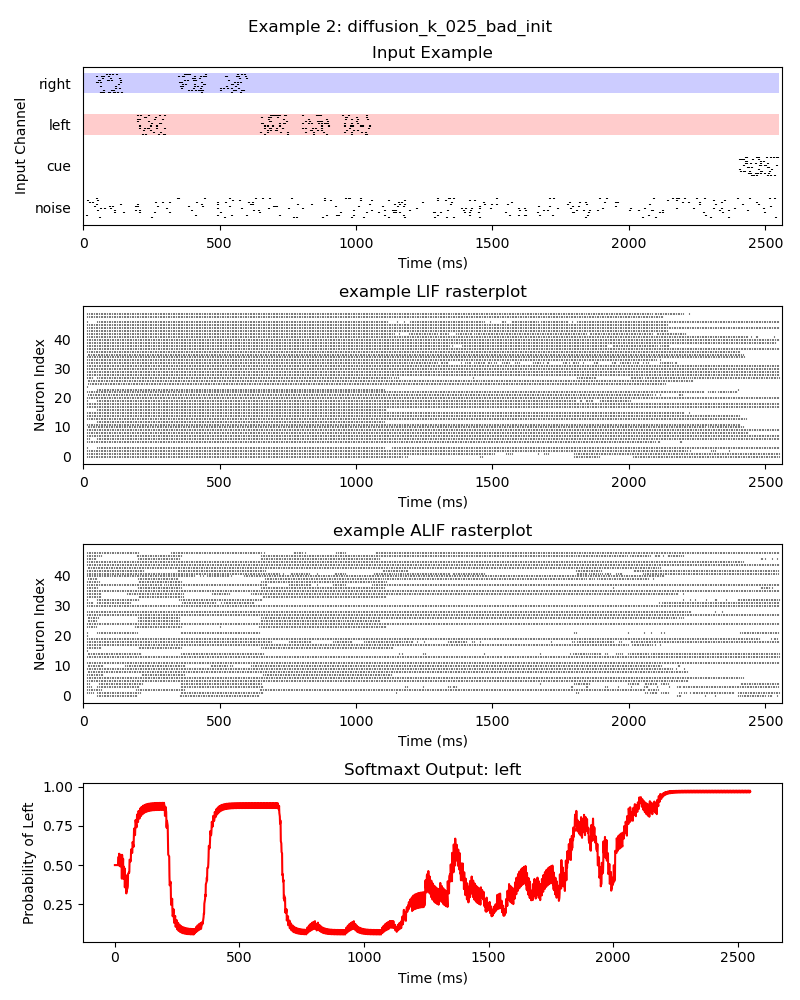 Example 2: diffusion_k_025_bad_init
Input Example
Input Channel
right
left
cue
noise
0 500 1000 1500 2000 2500
Time (ms)
example LIF rasterplot
Neuron Index
40
30
20
10
0
0 500 1000 1500 2000 2500
Time (ms)
example ALIF rasterplot
Neuron Index
40
30
20
10
0
0 500 1000 1500 2000 2500
Time (ms)
Softmaxt Output: left
Probability of Left
1.00
0.75
0.50
0.25
0 500 1000 1500 2000 2500
Time (ms)